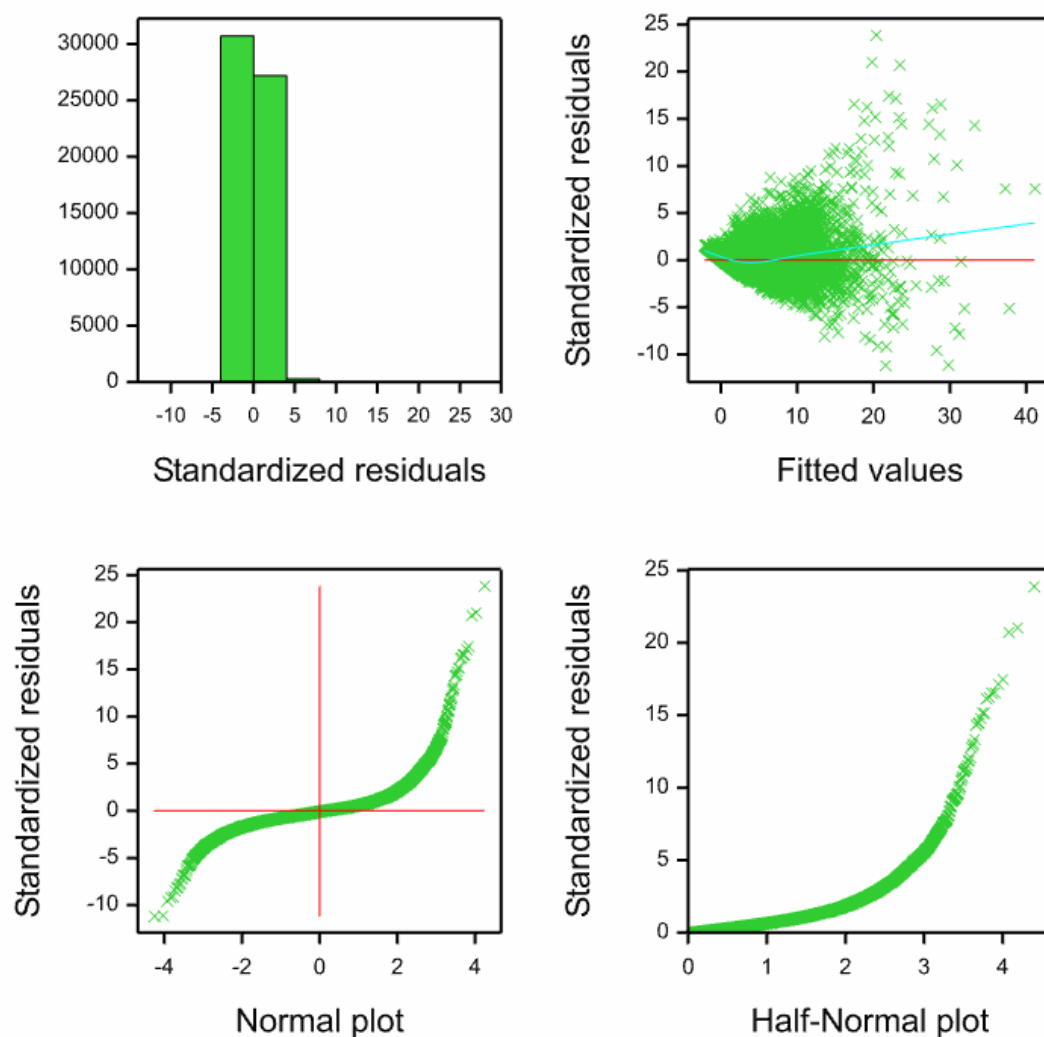 30000
25000
20000
15000
10000
5000
0
-10 -5 0 5 10 15 20 25 30
Standardized residuals
Standardized residuals
25
20
15
10
5
0
-5
-10
0 10 20 30 40
Fitted values
Standardized residuals
25
20
15
10
5
0
-5
-10
-4 -2 0 2 4
Normal plot
Standardized residuals
25
20
15
10
5
0
0 1 2 3 4
Half-Normal plot